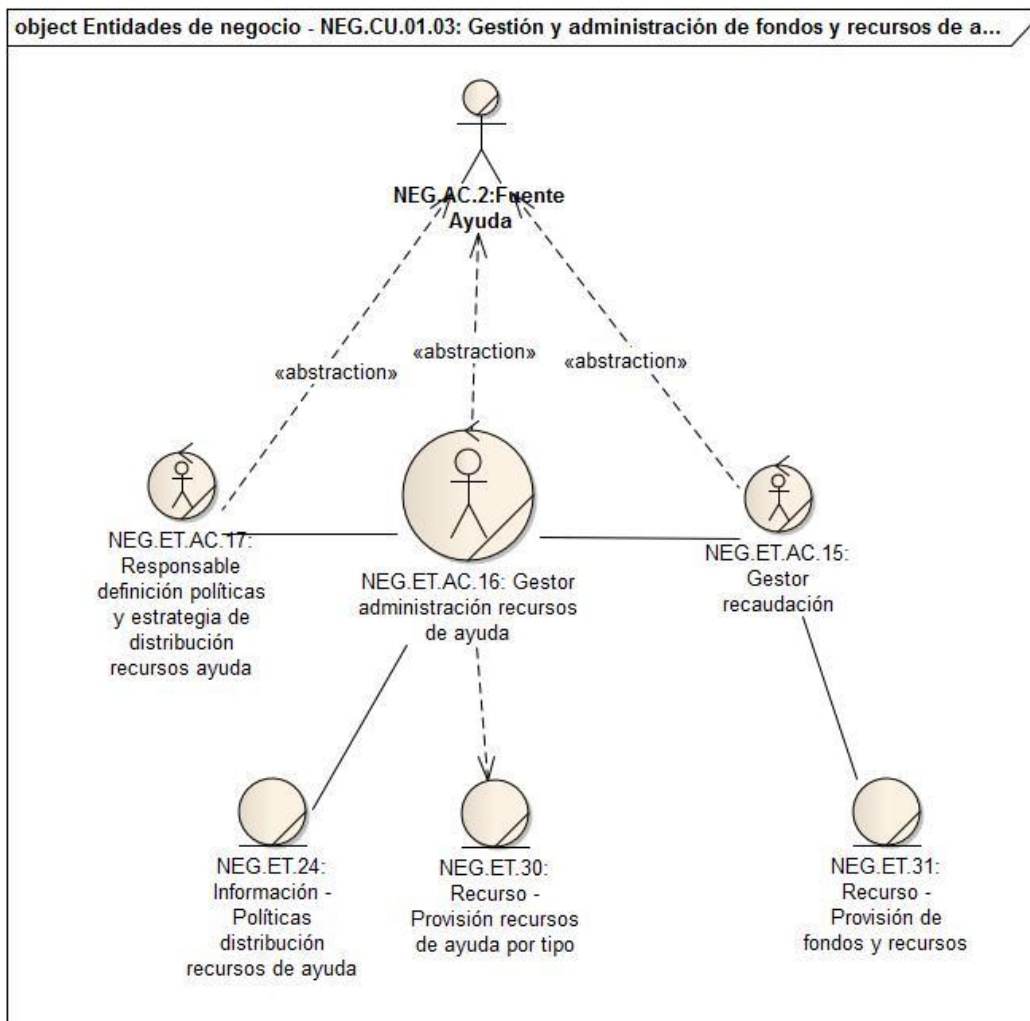 object Entidades de negocio - NEG.CU.01.03: Gestión y administración de fondos y recursos de a...
NEG.AC.2:Fuente
Ayuda
«abstraction»
«abstraction»
«abstraction»
NEG.ET.AC.17:
Responsable
definición políticas
y estrategia de
distribución
recursos ayuda
NEG.ET.AC.16: Gestor
administración recursos
de ayuda
NEG.ET.AC.15:
Gestor
recaudación
NEG.ET.24:
Información -
Políticas
distribución
recursos de ayuda
NEG.ET.30:
Recurso -
Provisión recursos
de ayuda por tipo
NEG.ET.31:
Recurso -
Provisión de
fondos y recursos